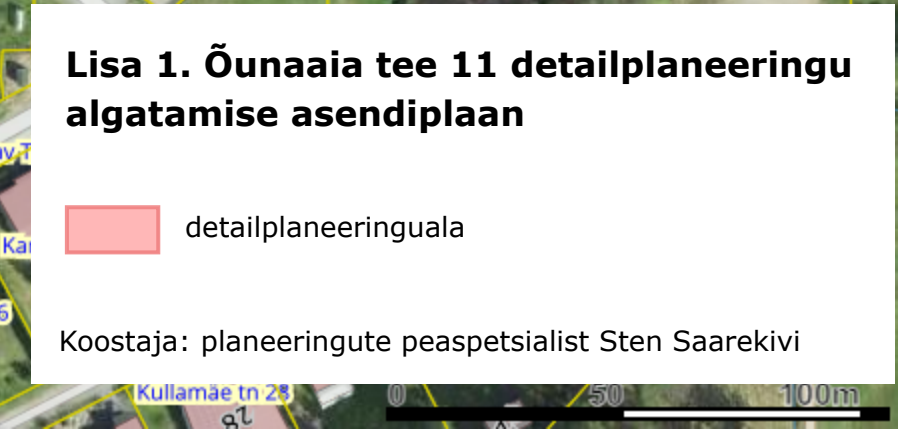 Lisa 1. Õunaaia tee 11 detailplaneeringu
algatamise asendiplaan
detailplaneeringuala
Koostaja: planeeringute peaspetsialist Sten Saarekivi
Kullamäe tn 28
28
0 50 100m